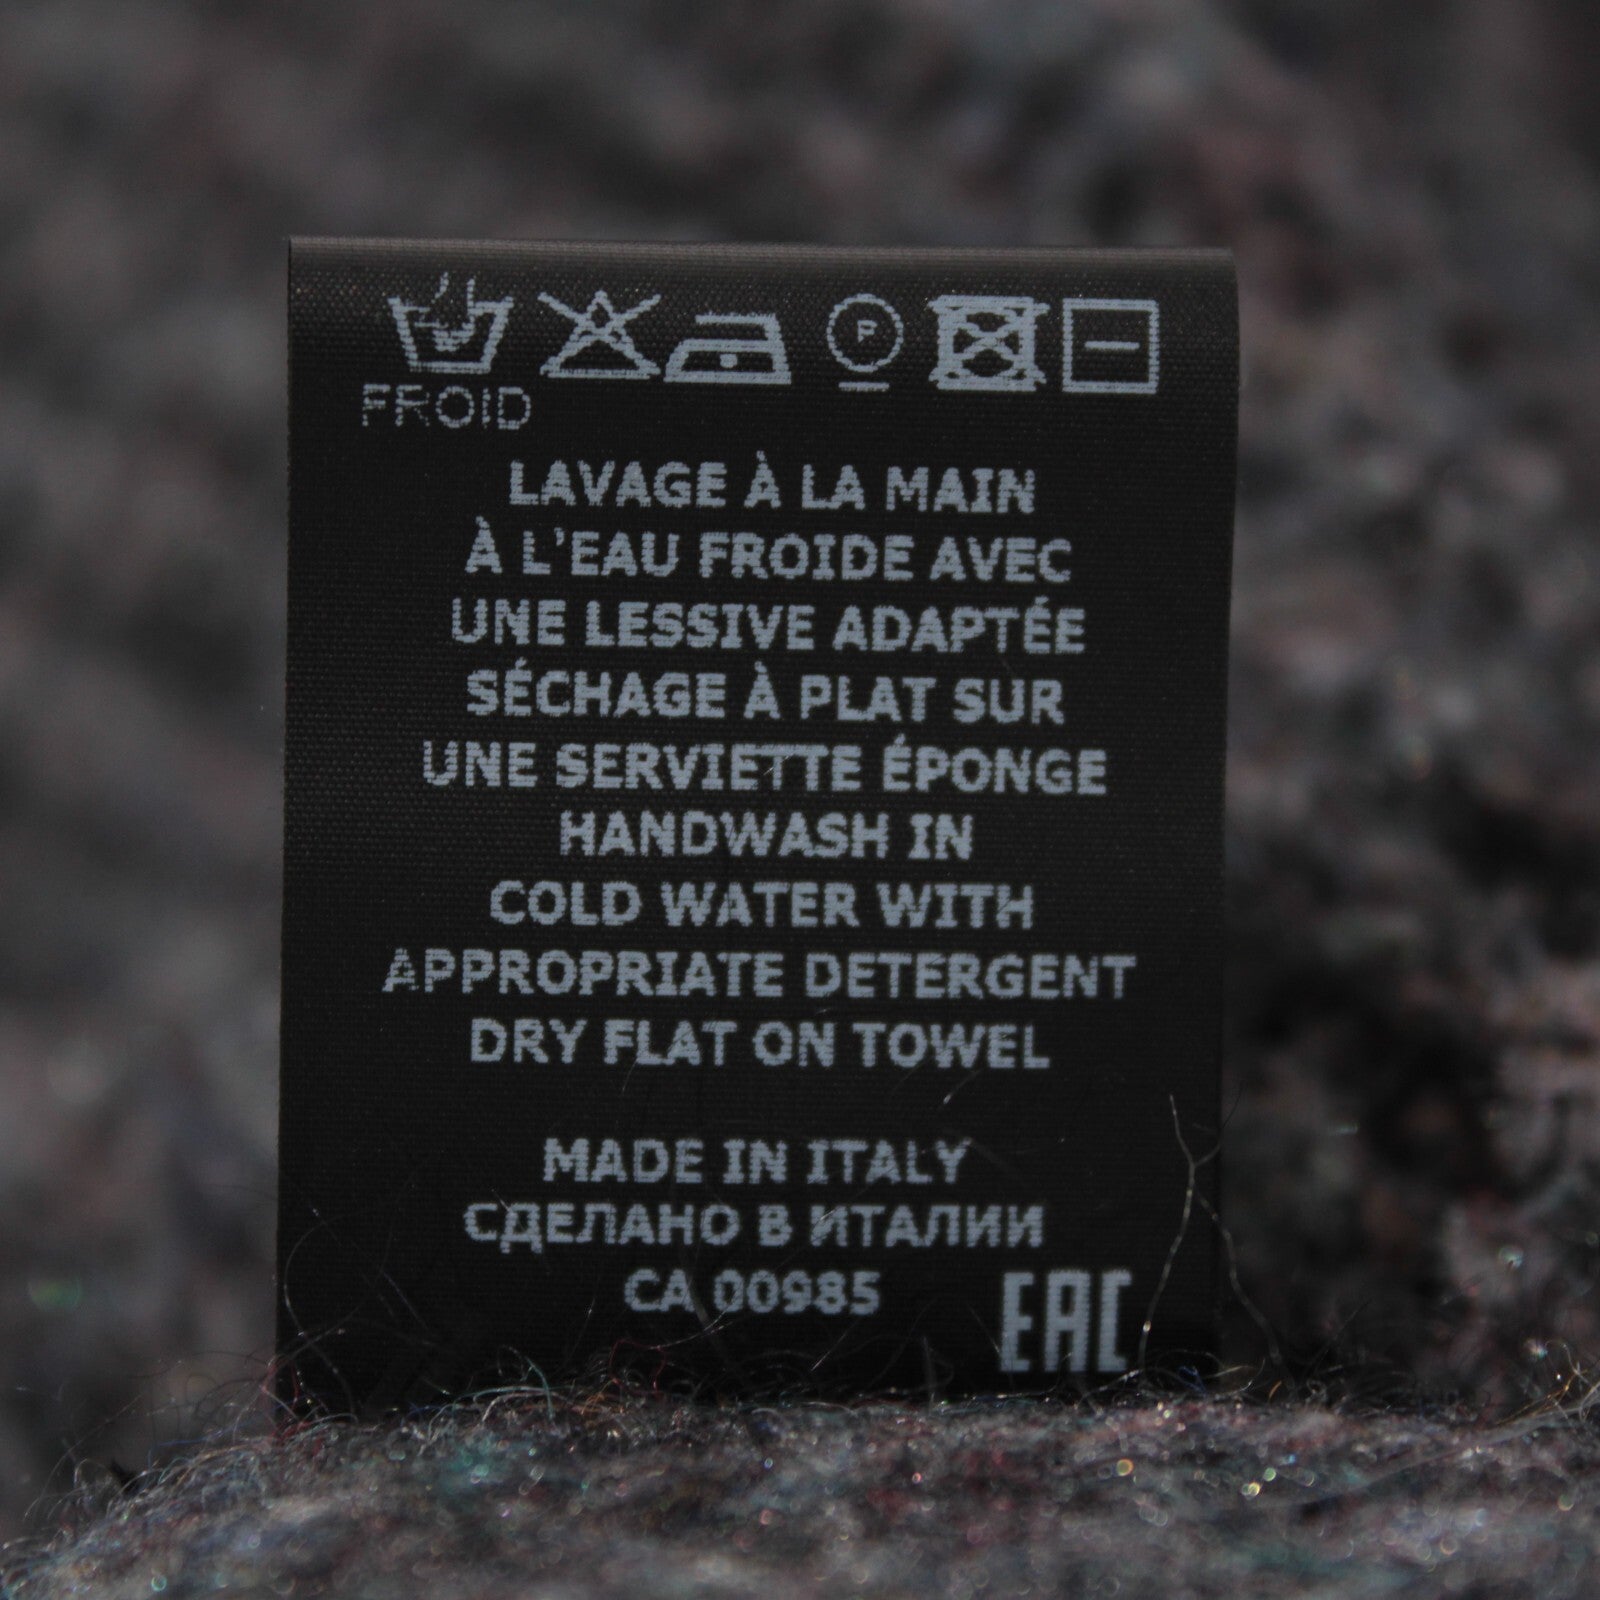 P
FROID
LAVAGE À LA MAIN
À L'EAU FROIDE AVEC
UNE LESSIVE ADAPTÉE
SÉCHAGE À PLAT SUR
UNE SERVIETTE ÉPONGE
HANDWASH IN
COLD WATER WITH
APPROPRIATE DETERGENT
DRY FLAT ON TOWEL
MADE IN ITALY
СДЕЛАНО В ИТАЛИИ
CA 00985
EAC